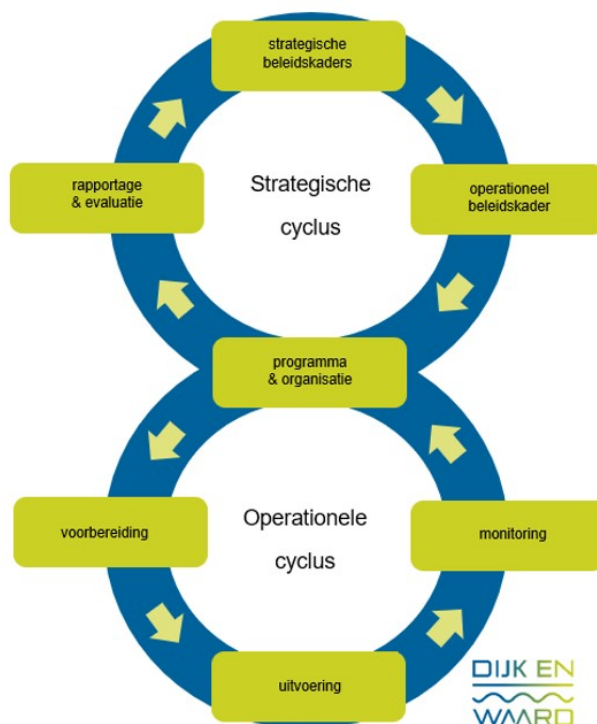 strategische
beleidskaders
rapportage
& evaluatie
Strategische
cyclus
operationeel
beleidskader
programma
& organisatie
voorbereiding
Operationele
cyclus
monitoring
uitvoering
DIJK EN
WAARD